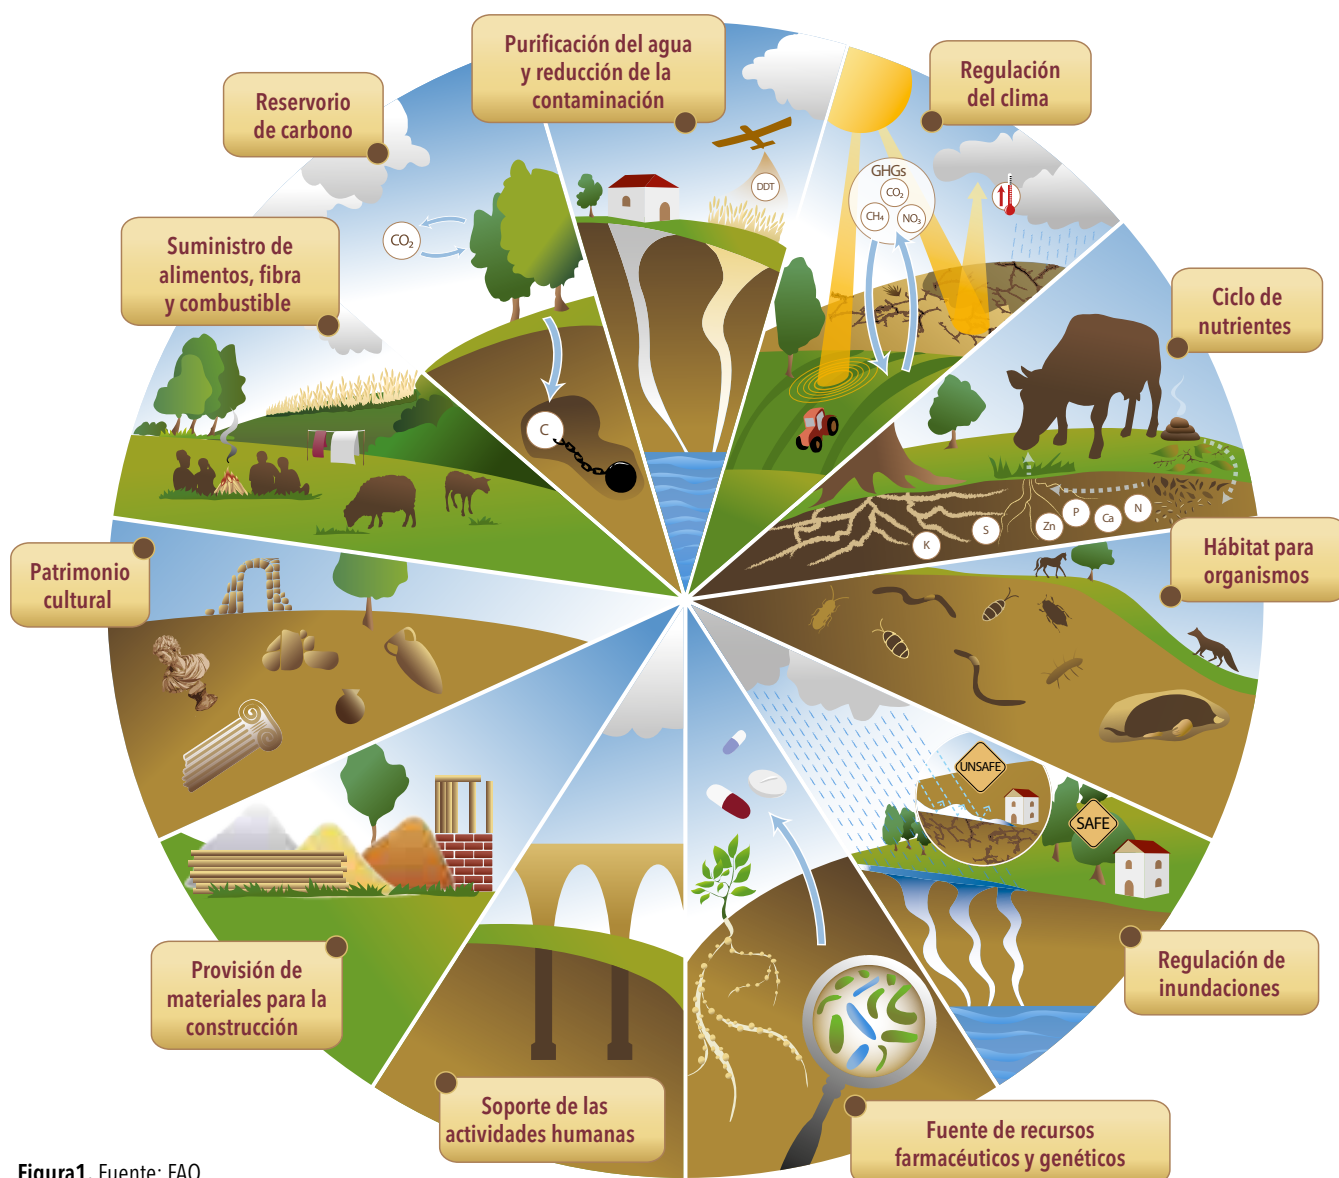 Purificación del agua
y reducción de la
contaminación
Regulación
del clima
Reservorio
de carbono
Suministro de
alimentos, fibra
y combustible
Ciclo de
nutrientes
Patrimonio
cultural
Hábitat para
organismos
Provisión de
materiales para la
construcción
Regulación de
inundaciones
Soporte de las
actividades humanas
Fuente de recursos
farmacéuticos y genéticos
CO₂
C
DDT
GHGs
CO₂
CH₄
NO₃
K
S
Zn
P
Ca
N
UNSAFE
SAFE
Figura1. Fuente: FAO